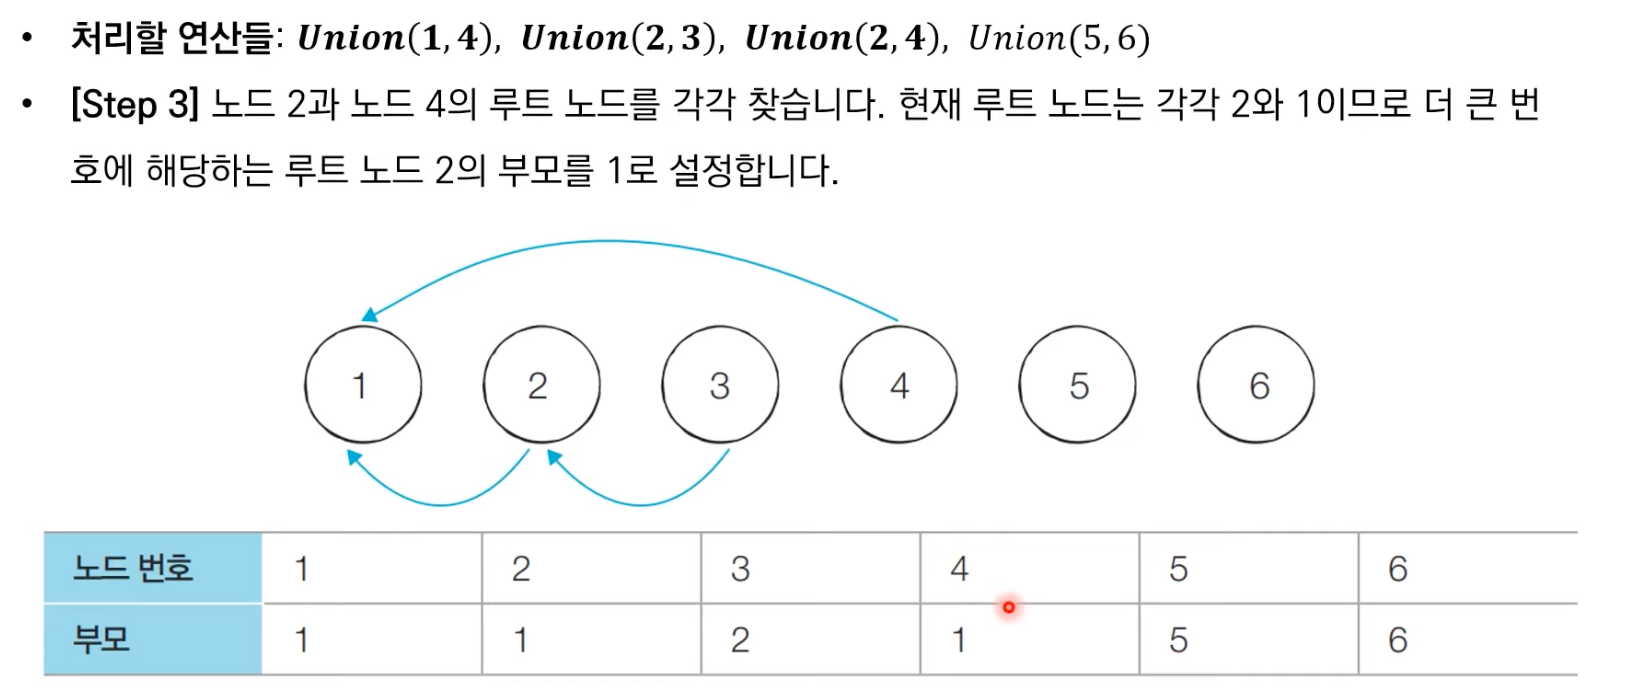 • 처리할 연산들: Union(1, 4), Union(2, 3), Union(2, 4), Union(5, 6)
• [Step 3] 노드 2과 노드 4의 루트 노드를 각각 찾습니다. 현재 루트 노드는 각각 2와 1이므로 더 큰 번
호에 해당하는 루트 노드 2의 부모를 1로 설정합니다.
1 2 3 4 5 6
노드 번호 1 2 3 4 5 6
부모 1 1 2 1 5 6